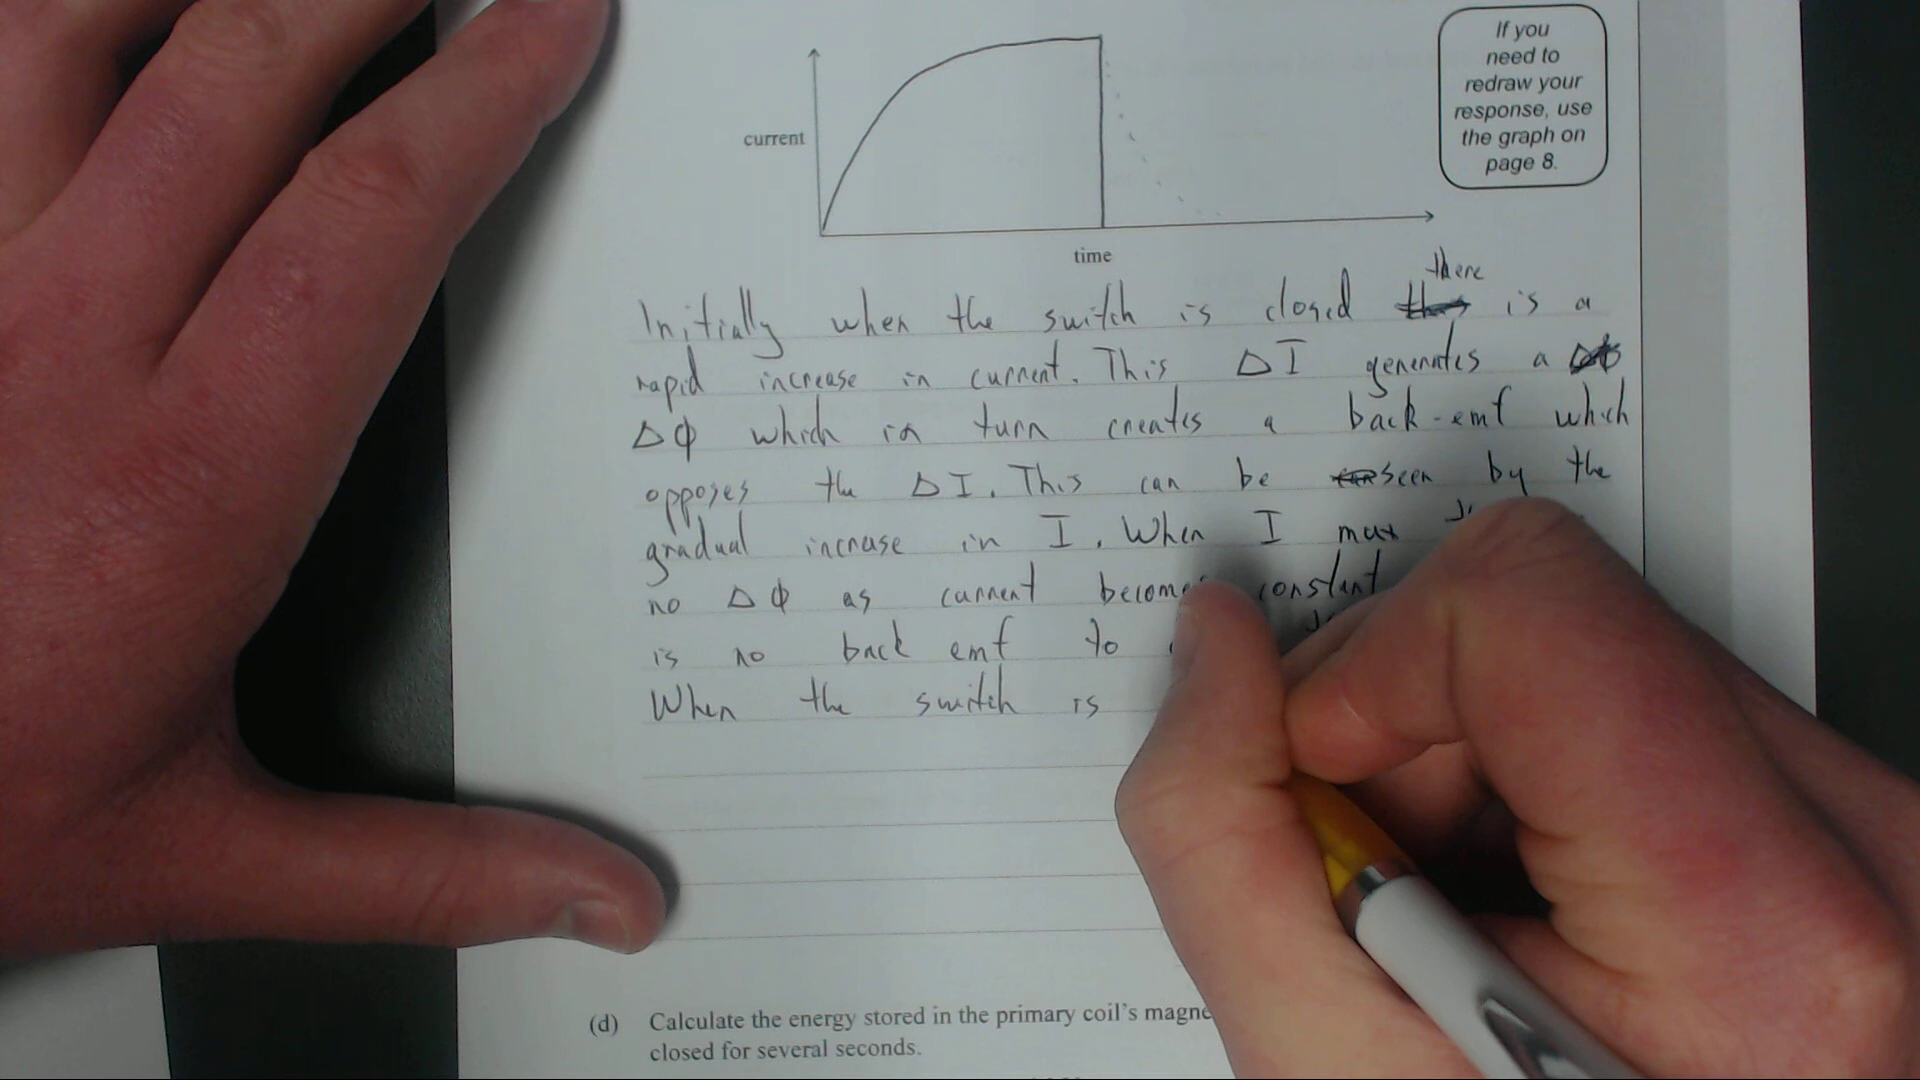 If you
need to
redraw your
response, use
the graph on
page 8.
current
time
there
Initially when the switch is closed is a
rapid increase in current. This ΔI generates a
Δϕ which in turn creates a back-emf which
opposes the ΔI. This can be seen by the
gradual increase in I. When I max
no Δϕ as current becomes constant
is no back emf to
When the switch is
(d) Calculate the energy stored in the primary coil's
closed for several seconds.